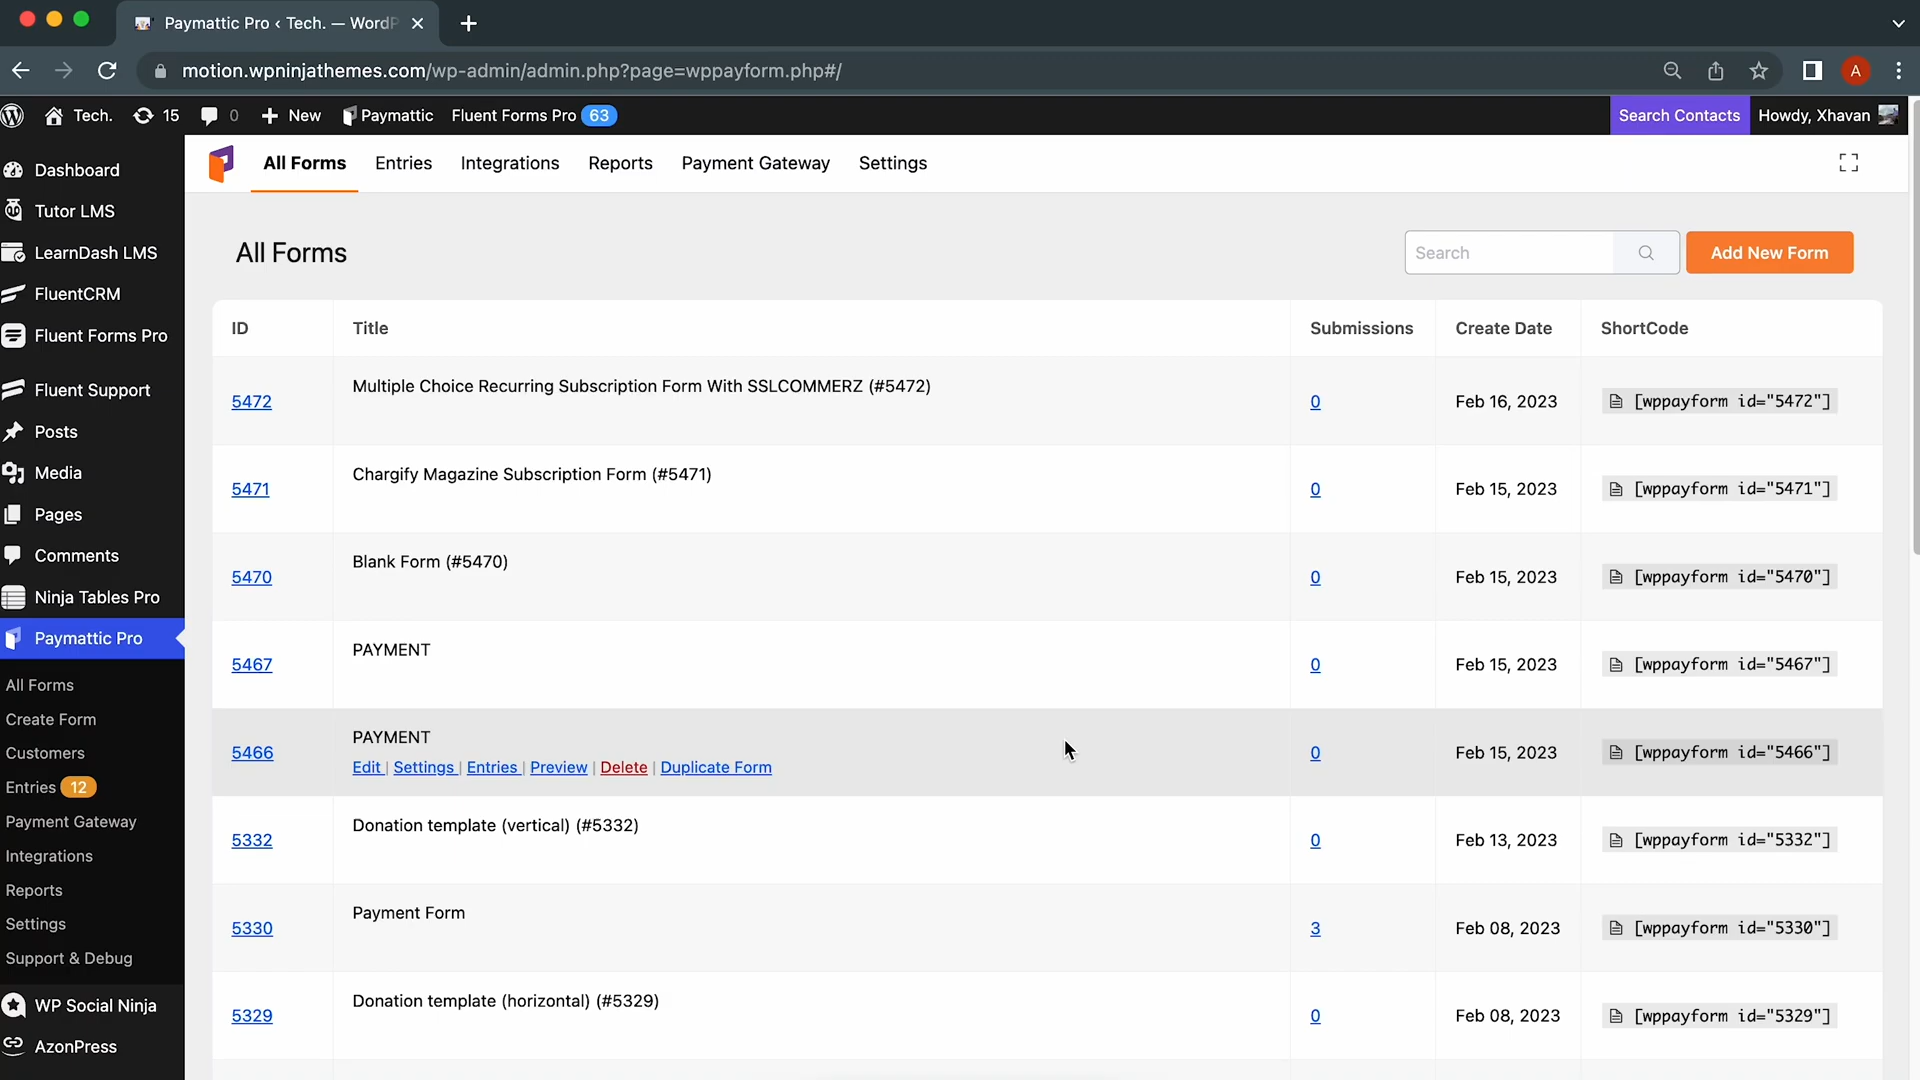 Paymattic Pro ‹ Tech. — WordP
motion.wpninjathemes.com/wp-admin/admin.php?page=wppayform.php#/
A
Tech. 15 0 New Paymattic Fluent Forms Pro 63 Search Contacts Howdy, Xhavan
All Forms Entries Integrations Reports Payment Gateway Settings
Dashboard
Tutor LMS
LearnDash LMS
FluentCRM
Fluent Forms Pro
Fluent Support
Posts
Media
Pages
Comments
Ninja Tables Pro
Paymattic Pro
All Forms
Create Form
Customers
Entries 12
Payment Gateway
Integrations
Reports
Settings
Support & Debug
WP Social Ninja
AzonPress
All Forms Search Add New Form
ID Title Submissions Create Date ShortCode
5472 Multiple Choice Recurring Subscription Form With SSLCOMMERZ (#5472) 0 Feb 16, 2023 [wppayform id="5472"]
5471 Chargify Magazine Subscription Form (#5471) 0 Feb 15, 2023 [wppayform id="5471"]
5470 Blank Form (#5470) 0 Feb 15, 2023 [wppayform id="5470"]
5467 PAYMENT 0 Feb 15, 2023 [wppayform id="5467"]
5466 PAYMENT 0 Feb 15, 2023 [wppayform id="5466"]
Edit | Settings | Entries | Preview | Delete | Duplicate Form
5332 Donation template (vertical) (#5332) 0 Feb 13, 2023 [wppayform id="5332"]
5330 Payment Form 3 Feb 08, 2023 [wppayform id="5330"]
5329 Donation template (horizontal) (#5329) 0 Feb 08, 2023 [wppayform id="5329"]